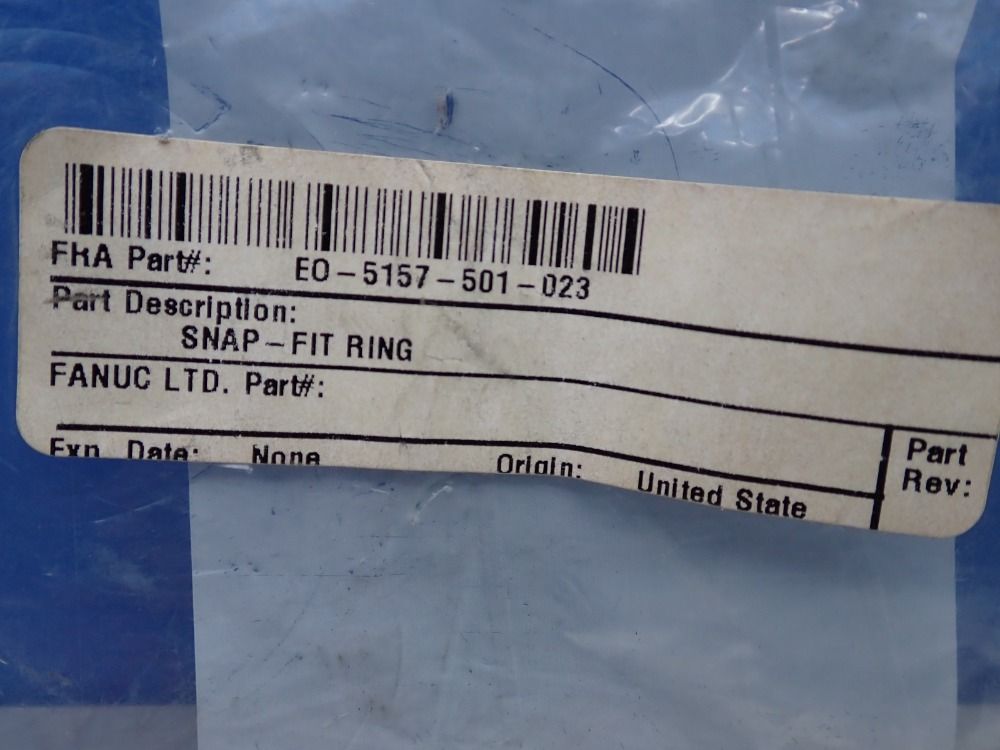 FRA Part#: EO-5157-501-023
Part Description:
SNAP-FIT RING
FANUC LTD. Part#:
Exp. Date: None Origin: United State
Part
Rev: